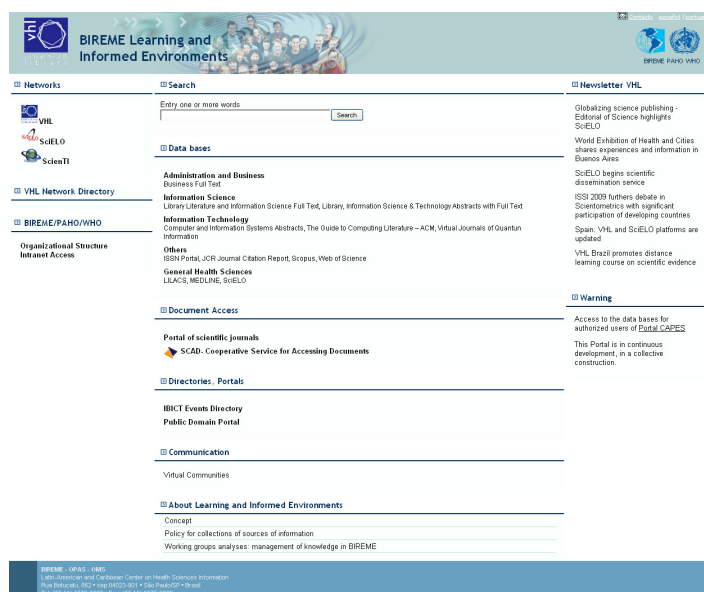 vhl
BIREME Learning and
Informed Environments
Contacto español | portug
BIREME PAHO WHO
Networks
VHL
SciELO
ScienTI
VHL Network Directory
BIREME/PAHO/WHO
Organizational Structure
Intranet Access
Search
Entry one or more words
Search
Data bases
Administration and Business
Business Full Text
Information Science
Library Literature and Information Science Full Text, Library, Information Science & Technology Abstracts with Full Text
Information Technology
Computer and Information Systems Abstracts, The Guide to Computing Literature – ACM, Virtual Journals of Quantun
Information
Others
ISSN Portal, JCR Journal Citation Report, Scopus, Web of Science
General Health Sciences
LILACS, MEDLINE, SciELO
Document Access
Portal of scientific journals
SCAD- Cooperative Service for Accessing Documents
Directories, Portals
IBICT Events Directory
Public Domain Portal
Communication
Virtual Communities
About Learning and Informed Environments
Concept
Policy for collections of sources of information
Working groups analyses: management of knowledge in BIREME
Newsletter VHL
Globalizing science publishing -
Editorial of Science highlights
SciELO
World Exhibition of Health and Cities
shares experiences and information in
Buenos Aires
SciELO begins scientific
dissemination service
ISSI 2009 furthers debate in
Scientometrics with significant
participation of developing countries
Spain: VHL and SciELO platforms are
updated
VHL Brazil promotes distance
learning course on scientific evidence
Warning
Access to the data bases for
authorized users of Portal CAPES
This Portal is in continuous
development, in a collective
construction.
BIREME - OPAS - OMS
Latin-American and Caribbean Center on Health Sciences Information
Rua Botucatu, 862 • cep 04023-901 • São Paulo/SP • Brasil